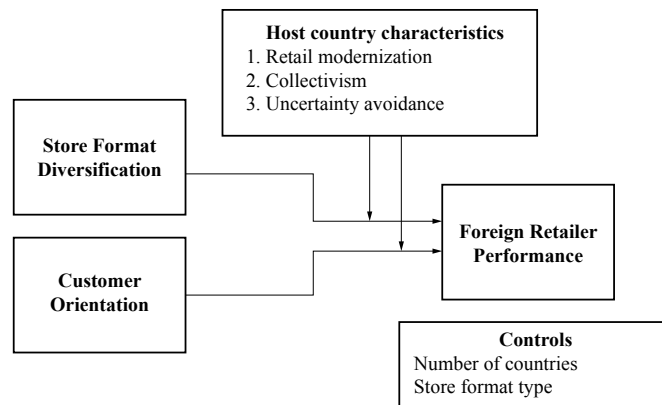 Host country characteristics
1. Retail modernization
2. Collectivism
3. Uncertainty avoidance
Store Format
Diversification
Foreign Retailer
Performance
Customer
Orientation
Controls
Number of countries
Store format type